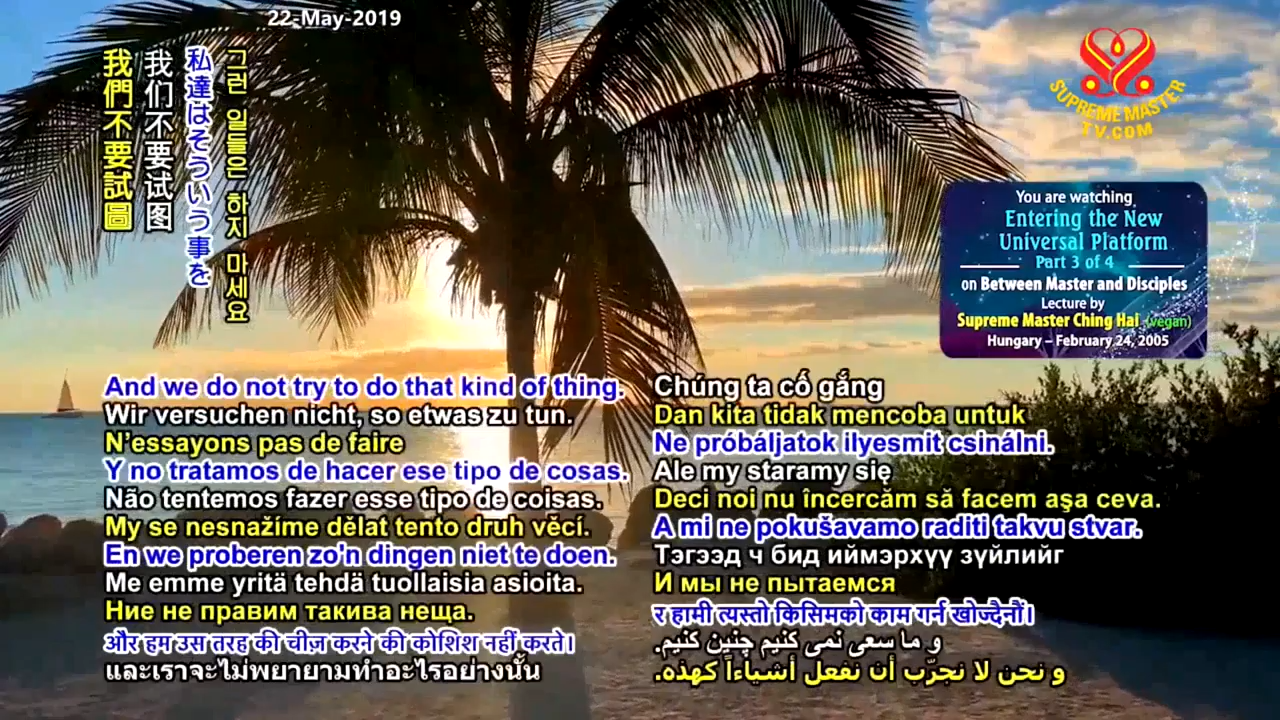 22-May-2019
我們不要試圖
我们不要试图
私達はそういう事を
그런 일들은 하지 마세요
SUPREME MASTER
TV.COM
You are watching
Entering the New
Universal Platform
Part 3 of 4
on Between Master and Disciples
Lecture by
Supreme Master Ching Hai (vegan)
Hungary – February 24, 2005
And we do not try to do that kind of thing.
Wir versuchen nicht, so etwas zu tun.
N'essayons pas de faire
Y no tratamos de hacer ese tipo de cosas.
Não tentemos fazer esse tipo de coisas.
My se nesnažíme dělat tento druh věcí.
En we proberen zo'n dingen niet te doen.
Me emme yritä tehdä tuollaisia asioita.
Ние не правим такива неща.
और हम उस तरह की चीज़ करने की कोशिश नहीं करते।
และเราจะไม่พยายามทำอะไรอย่างนั้น
Chúng ta cố gắng
Dan kita tidak mencoba untuk
Ne próbáljatok ilyesmit csinálni.
Ale my staramy się
Deci noi nu încercăm să facem aşa ceva.
A mi ne pokušavamo raditi takvu stvar.
Тэгээд ч бид иймэрхүү зүйлийг
И мы не пытаемся
र हामी त्यस्तो किसिमको काम गर्न खोज्दैनौं।
و ما سعی نمی کنیم چنین کنیم.
و نحن لا نجرّب أن نفعل أشياءاً كهذه.